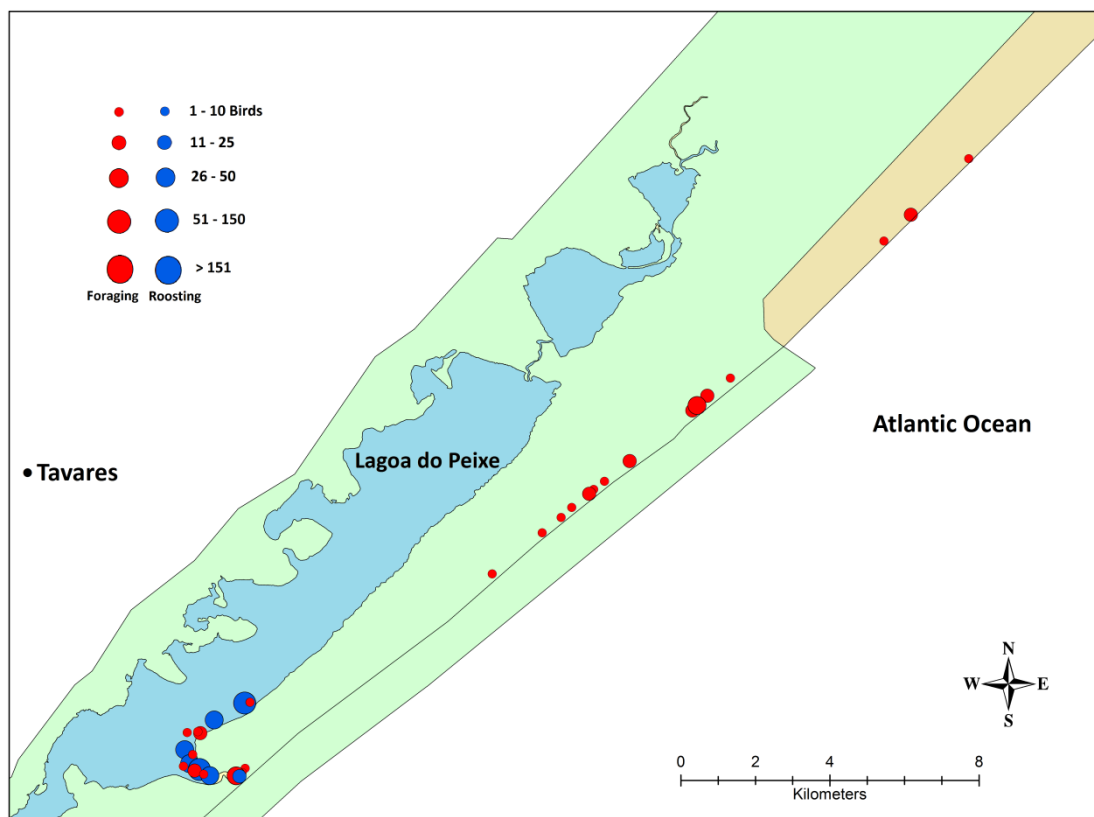 1 - 10 Birds
11 - 25
26 - 50
51 - 150
> 151
Foraging Roosting
Atlantic Ocean
Lagoa do Peixe
Tavares
N
W E
S
0 2 4 6 8
Kilometers